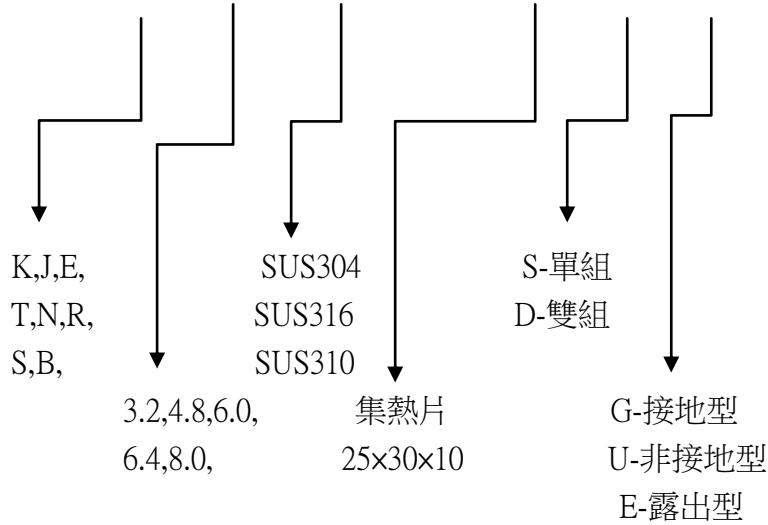 K,J,E,
T,N,R,
S,B,
3.2,4.8,6.0,
6.4,8.0,
SUS304
SUS316
SUS310
集熱片
25×30×10
S-單組
D-雙組
G-接地型
U-非接地型
E-露出型